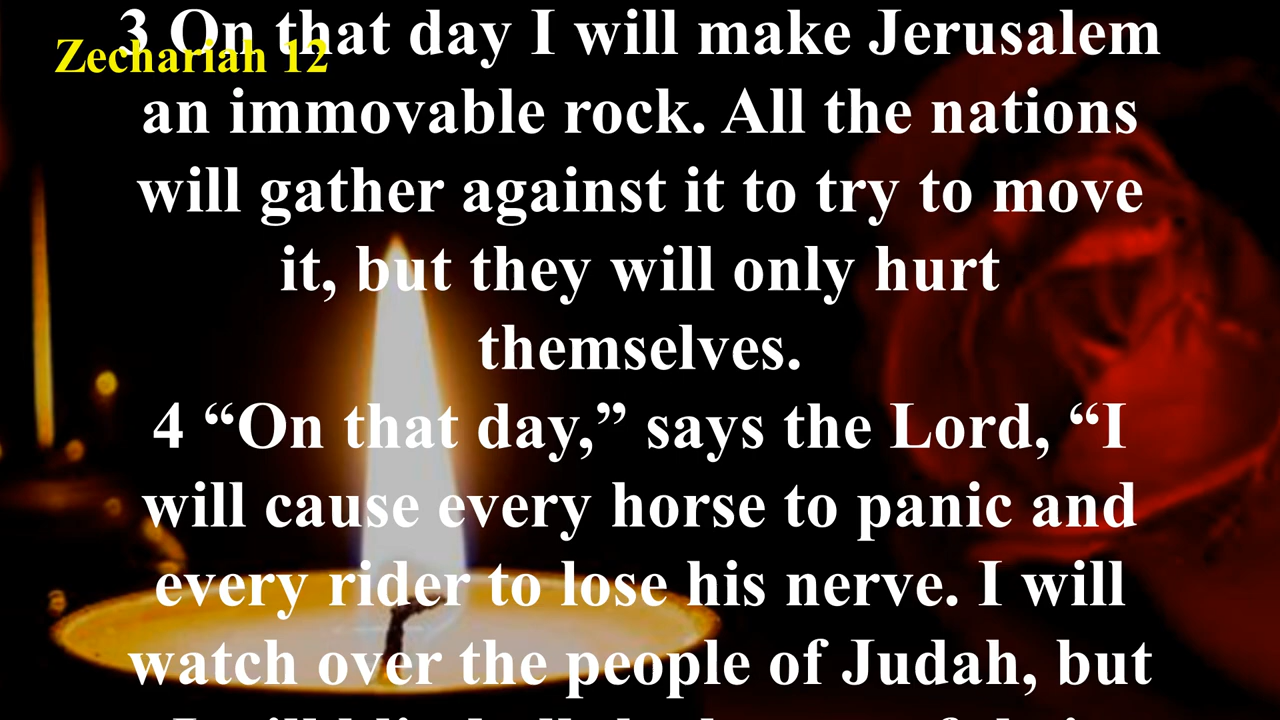 3 On that day I will make Jerusalem
Zechariah 12
an immovable rock. All the nations
will gather against it to try to move
it, but they will only hurt
themselves.
4 “On that day,” says the Lord, “I
will cause every horse to panic and
every rider to lose his nerve. I will
watch over the people of Judah, but